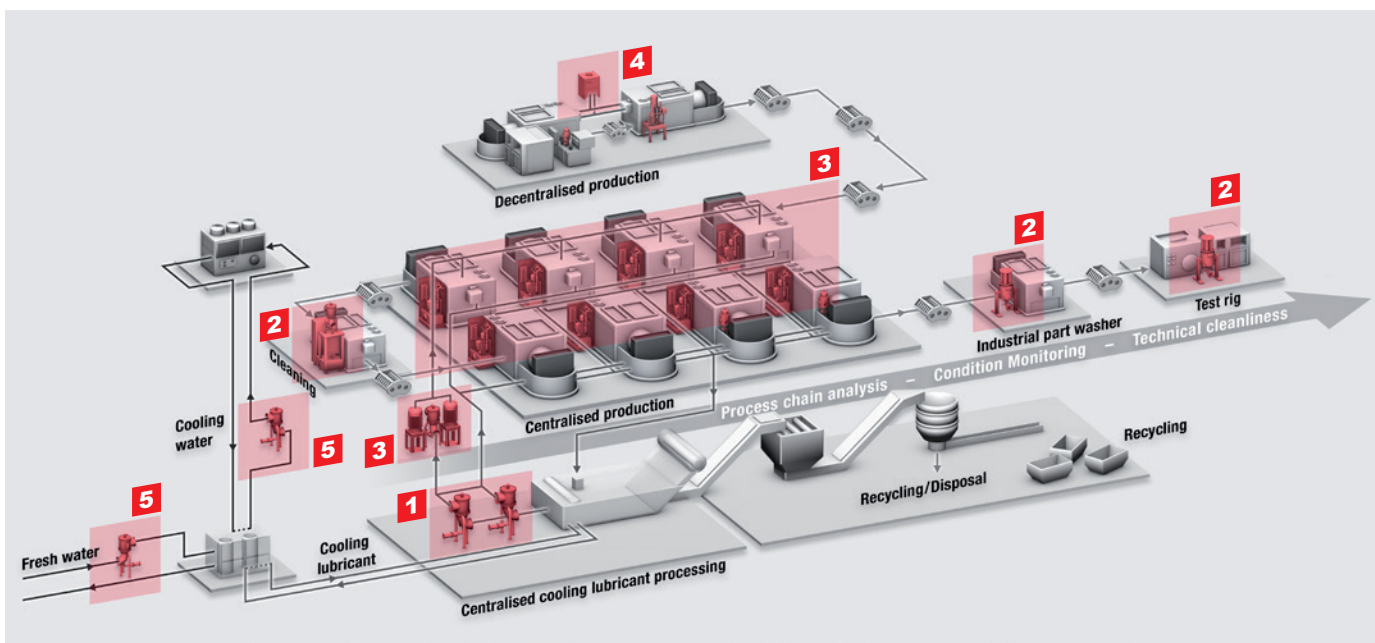 4
Decentralised production
3
2
2
Test rig
Industrial part washer
2
Cleaning
Process chain analysis – Condition Monitoring – Technical cleanliness
Centralised production
Cooling
water
5
3
Recycling
Recycling/Disposal
1
5
Fresh water
Cooling
lubricant
Centralised cooling lubricant processing